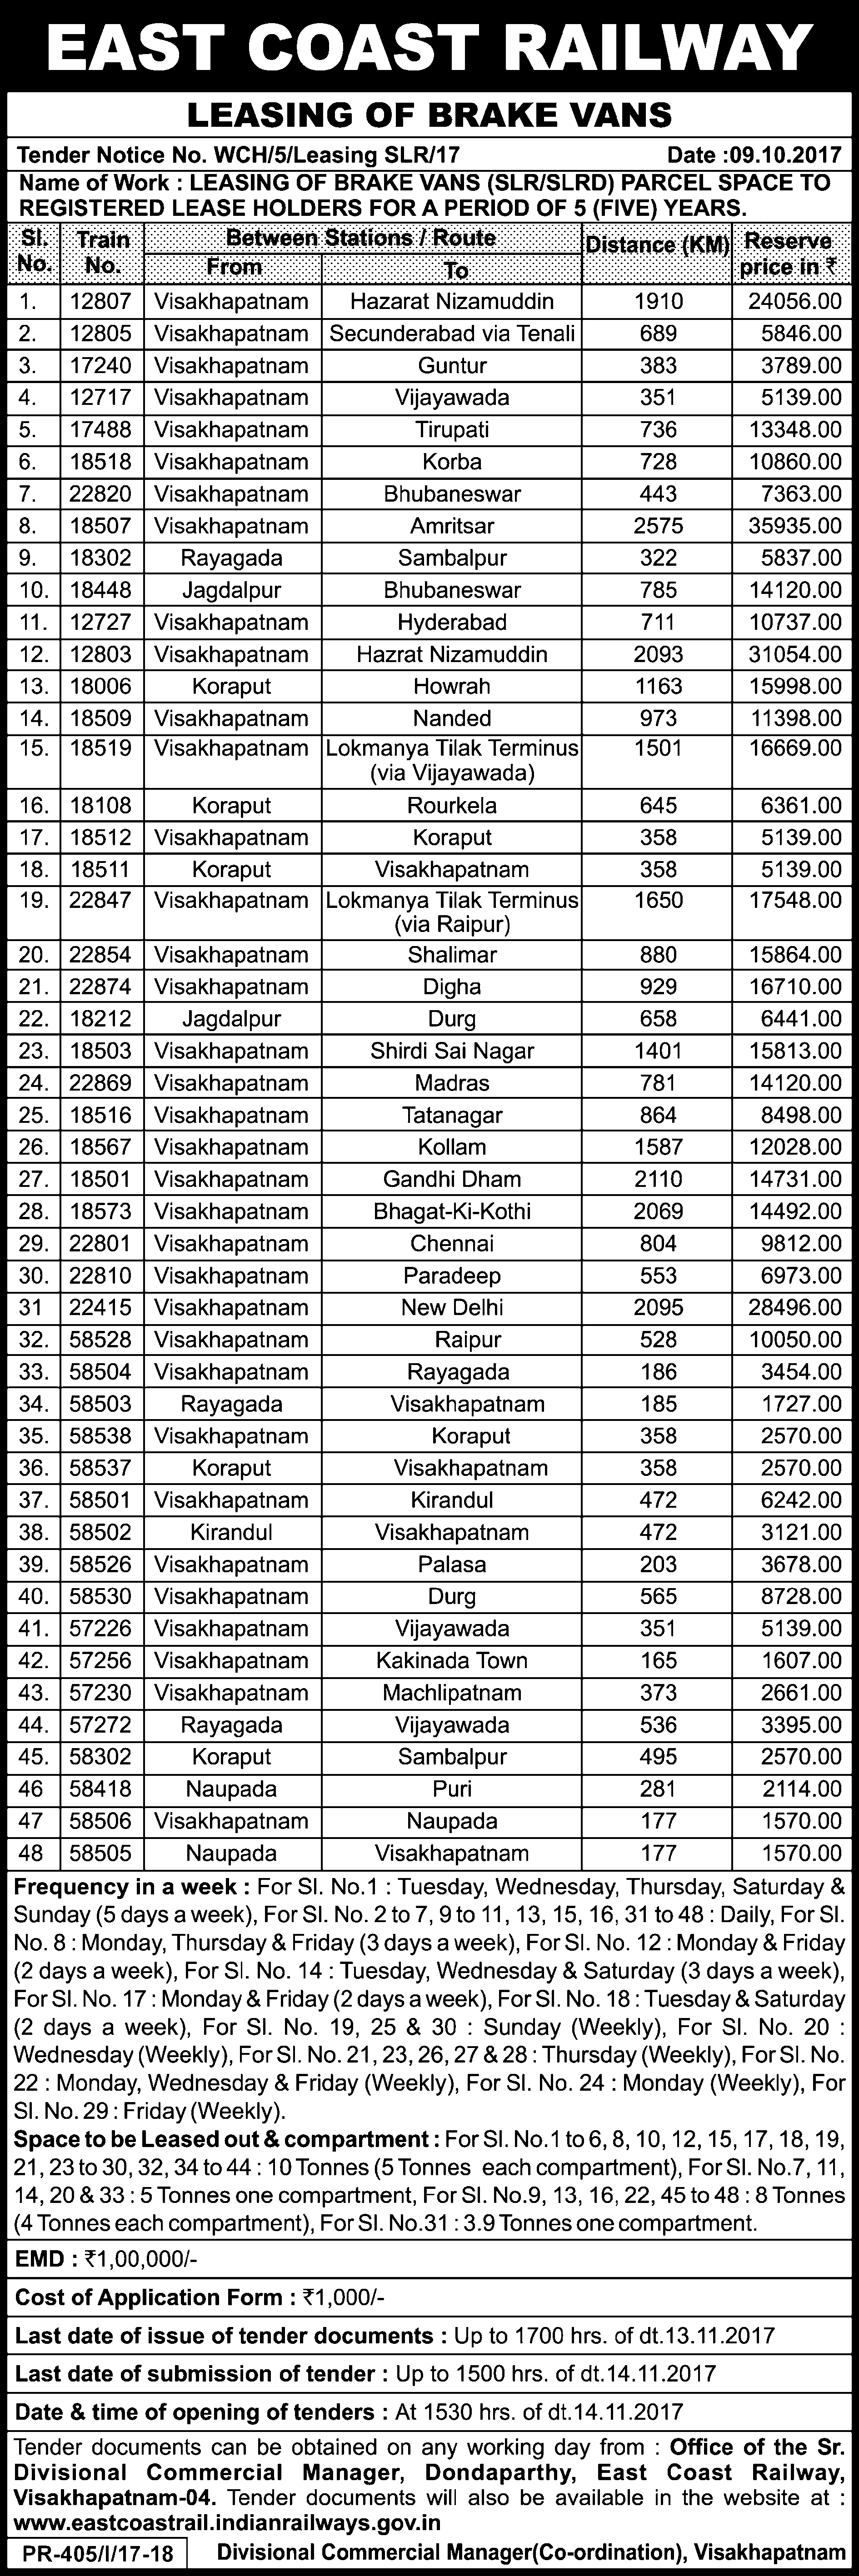 EAST COAST RAILWAY
LEASING OF BRAKE VANS
Tender Notice No. WCH/5/Leasing SLR/17 Date :09.10.2017
Name of Work : LEASING OF BRAKE VANS (SLR/SLRD) PARCEL SPACE TO
REGISTERED LEASE HOLDERS FOR A PERIOD OF 5 (FIVE) YEARS.
Sl. No. Train No. Between Stations / Route From To Distance (KM) Reserve price in ₹
1. 12807 Visakhapatnam Hazarat Nizamuddin 1910 24056.00
2. 12805 Visakhapatnam Secunderabad via Tenali 689 5846.00
3. 17240 Visakhapatnam Guntur 383 3789.00
4. 12717 Visakhapatnam Vijayawada 351 5139.00
5. 17488 Visakhapatnam Tirupati 736 13348.00
6. 18518 Visakhapatnam Korba 728 10860.00
7. 22820 Visakhapatnam Bhubaneswar 443 7363.00
8. 18507 Visakhapatnam Amritsar 2575 35935.00
9. 18302 Rayagada Sambalpur 322 5837.00
10. 18448 Jagdalpur Bhubaneswar 785 14120.00
11. 12727 Visakhapatnam Hyderabad 711 10737.00
12. 12803 Visakhapatnam Hazrat Nizamuddin 2093 31054.00
13. 18006 Koraput Howrah 1163 15998.00
14. 18509 Visakhapatnam Nanded 973 11398.00
15. 18519 Visakhapatnam Lokmanya Tilak Terminus 1501 16669.00
(via Vijayawada)
16. 18108 Koraput Rourkela 645 6361.00
17. 18512 Visakhapatnam Koraput 358 5139.00
18. 18511 Koraput Visakhapatnam 358 5139.00
19. 22847 Visakhapatnam Lokmanya Tilak Terminus 1650 17548.00
(via Raipur)
20. 22854 Visakhapatnam Shalimar 880 15864.00
21. 22874 Visakhapatnam Digha 929 16710.00
22. 18212 Jagdalpur Durg 658 6441.00
23. 18503 Visakhapatnam Shirdi Sai Nagar 1401 15813.00
24. 22869 Visakhapatnam Madras 781 14120.00
25. 18516 Visakhapatnam Tatanagar 864 8498.00
26. 18567 Visakhapatnam Kollam 1587 12028.00
27. 18501 Visakhapatnam Gandhi Dham 2110 14731.00
28. 18573 Visakhapatnam Bhagat-Ki-Kothi 2069 14492.00
29. 22801 Visakhapatnam Chennai 804 9812.00
30. 22810 Visakhapatnam Paradeep 553 6973.00
31 22415 Visakhapatnam New Delhi 2095 28496.00
32. 58528 Visakhapatnam Raipur 528 10050.00
33. 58504 Visakhapatnam Rayagada 186 3454.00
34. 58503 Rayagada Visakhapatnam 185 1727.00
35. 58538 Visakhapatnam Koraput 358 2570.00
36. 58537 Koraput Visakhapatnam 358 2570.00
37. 58501 Visakhapatnam Kirandul 472 6242.00
38. 58502 Kirandul Visakhapatnam 472 3121.00
39. 58526 Visakhapatnam Palasa 203 3678.00
40. 58530 Visakhapatnam Durg 565 8728.00
41. 57226 Visakhapatnam Vijayawada 351 5139.00
42. 57256 Visakhapatnam Kakinada Town 165 1607.00
43. 57230 Visakhapatnam Machlipatnam 373 2661.00
44. 57272 Rayagada Vijayawada 536 3395.00
45. 58302 Koraput Sambalpur 495 2570.00
46 58418 Naupada Puri 281 2114.00
47 58506 Visakhapatnam Naupada 177 1570.00
48 58505 Naupada Visakhapatnam 177 1570.00
Frequency in a week : For Sl. No.1 : Tuesday, Wednesday, Thursday, Saturday &
Sunday (5 days a week), For Sl. No. 2 to 7, 9 to 11, 13, 15, 16, 31 to 48 : Daily, For Sl.
No. 8 : Monday, Thursday & Friday (3 days a week), For Sl. No. 12 : Monday & Friday
(2 days a week), For Sl. No. 14 : Tuesday, Wednesday & Saturday (3 days a week),
For Sl. No. 17 : Monday & Friday (2 days a week), For Sl. No. 18 : Tuesday & Saturday
(2 days a week), For Sl. No. 19, 25 & 30 : Sunday (Weekly), For Sl. No. 20 :
Wednesday (Weekly), For Sl. No. 21, 23, 26, 27 & 28 : Thursday (Weekly), For Sl. No.
22 : Monday, Wednesday & Friday (Weekly), For Sl. No. 24 : Monday (Weekly), For
Sl. No. 29 : Friday (Weekly).
Space to be Leased out & compartment : For Sl. No.1 to 6, 8, 10, 12, 15, 17, 18, 19,
21, 23 to 30, 32, 34 to 44 : 10 Tonnes (5 Tonnes each compartment), For Sl. No.7, 11,
14, 20 & 33 : 5 Tonnes one compartment, For Sl. No.9, 13, 16, 22, 45 to 48 : 8 Tonnes
(4 Tonnes each compartment), For Sl. No.31 : 3.9 Tonnes one compartment.
EMD : ₹1,00,000/-
Cost of Application Form : ₹1,000/-
Last date of issue of tender documents : Up to 1700 hrs. of dt.13.11.2017
Last date of submission of tender : Up to 1500 hrs. of dt.14.11.2017
Date & time of opening of tenders : At 1530 hrs. of dt.14.11.2017
Tender documents can be obtained on any working day from : Office of the Sr.
Divisional Commercial Manager, Dondaparthy, East Coast Railway,
Visakhapatnam-04. Tender documents will also be available in the website at :
www.eastcoastrail.indianrailways.gov.in
PR-405/I/17-18 Divisional Commercial Manager(Co-ordination), Visakhapatnam